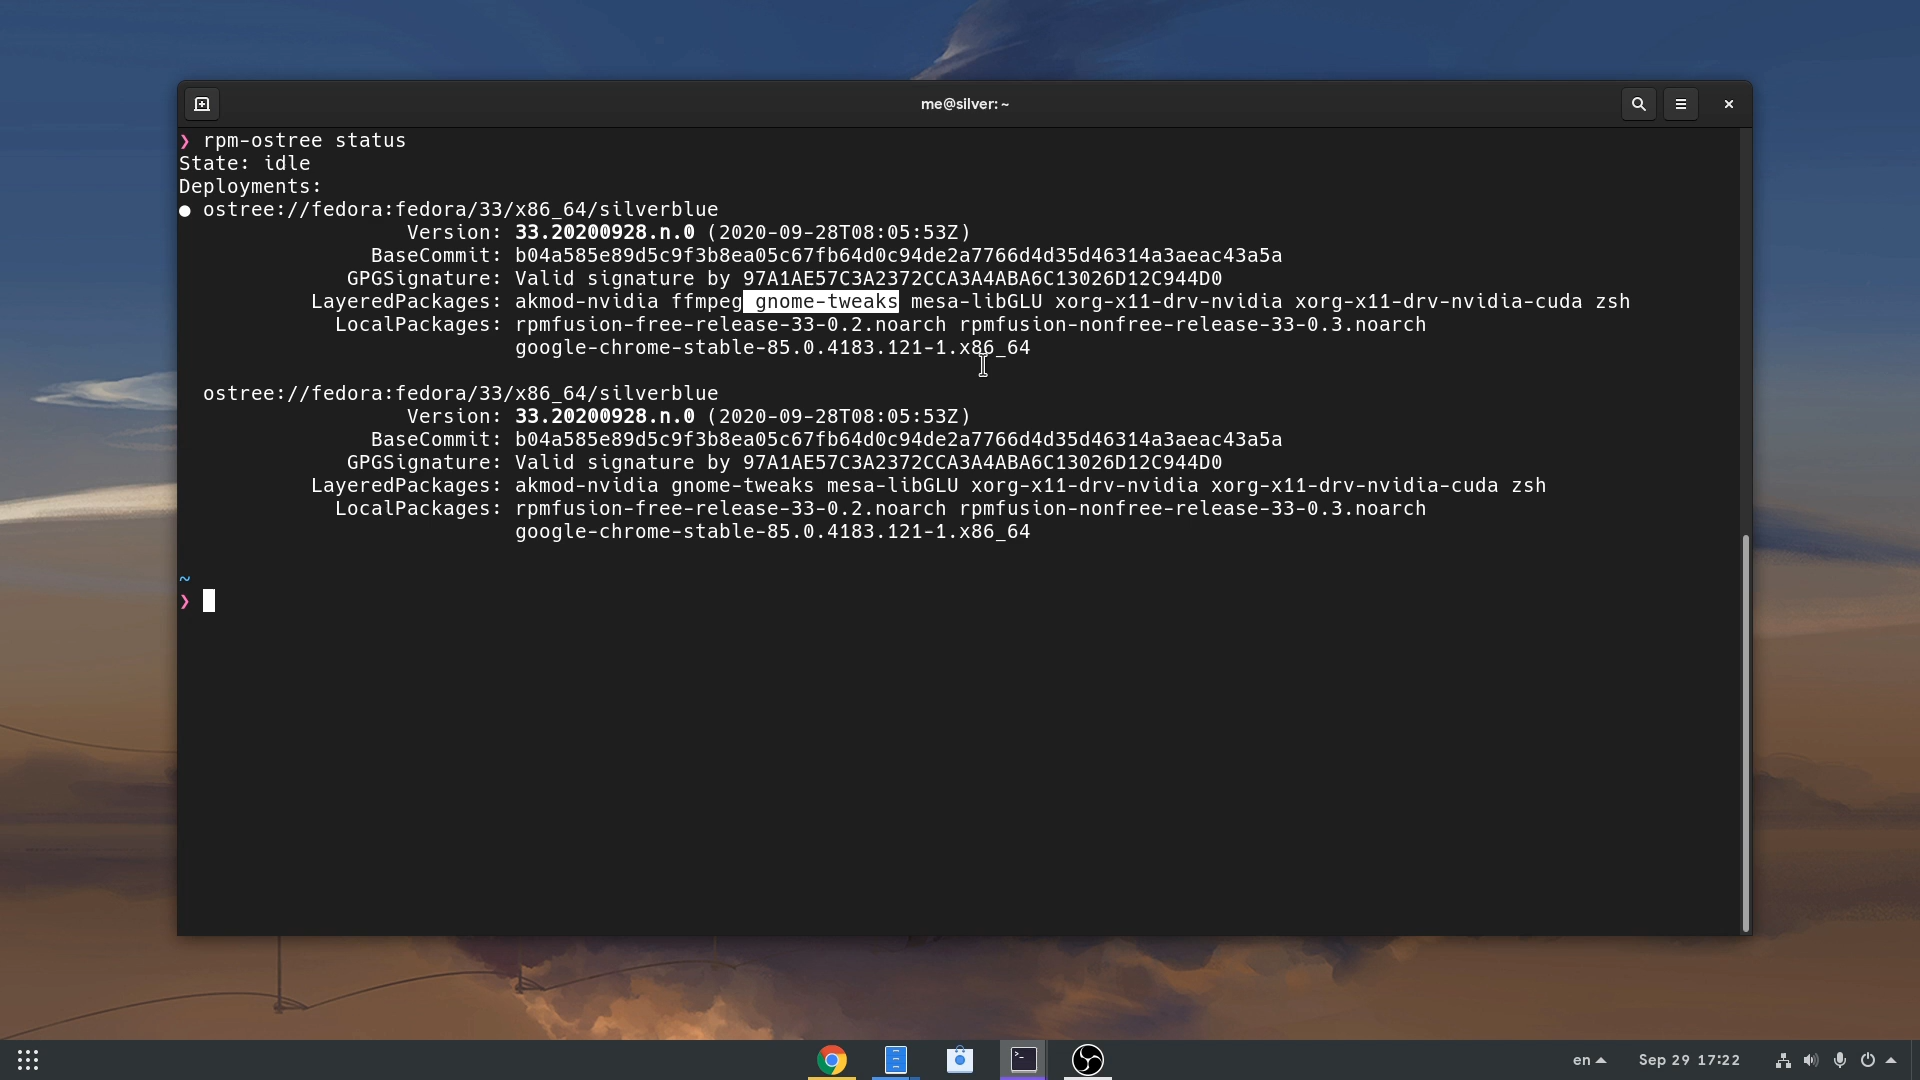 me@silver: ~
❯ rpm-ostree status
State: idle
Deployments:
● ostree://fedora:fedora/33/x86_64/silverblue
Version: 33.20200928.n.0 (2020-09-28T08:05:53Z)
BaseCommit: b04a585e89d5c9f3b8ea05c67fb64d0c94de2a7766d4d35d46314a3aeac43a5a
GPGSignature: Valid signature by 97A1AE57C3A2372CCA3A4ABA6C13026D12C944D0
LayeredPackages: akmod-nvidia ffmpeg gnome-tweaks mesa-libGLU xorg-x11-drv-nvidia xorg-x11-drv-nvidia-cuda zsh
LocalPackages: rpmfusion-free-release-33-0.2.noarch rpmfusion-nonfree-release-33-0.3.noarch
google-chrome-stable-85.0.4183.121-1.x86_64
ostree://fedora:fedora/33/x86_64/silverblue
Version: 33.20200928.n.0 (2020-09-28T08:05:53Z)
BaseCommit: b04a585e89d5c9f3b8ea05c67fb64d0c94de2a7766d4d35d46314a3aeac43a5a
GPGSignature: Valid signature by 97A1AE57C3A2372CCA3A4ABA6C13026D12C944D0
LayeredPackages: akmod-nvidia gnome-tweaks mesa-libGLU xorg-x11-drv-nvidia xorg-x11-drv-nvidia-cuda zsh
LocalPackages: rpmfusion-free-release-33-0.2.noarch rpmfusion-nonfree-release-33-0.3.noarch
google-chrome-stable-85.0.4183.121-1.x86_64
~
❯
en Sep 29 17:22